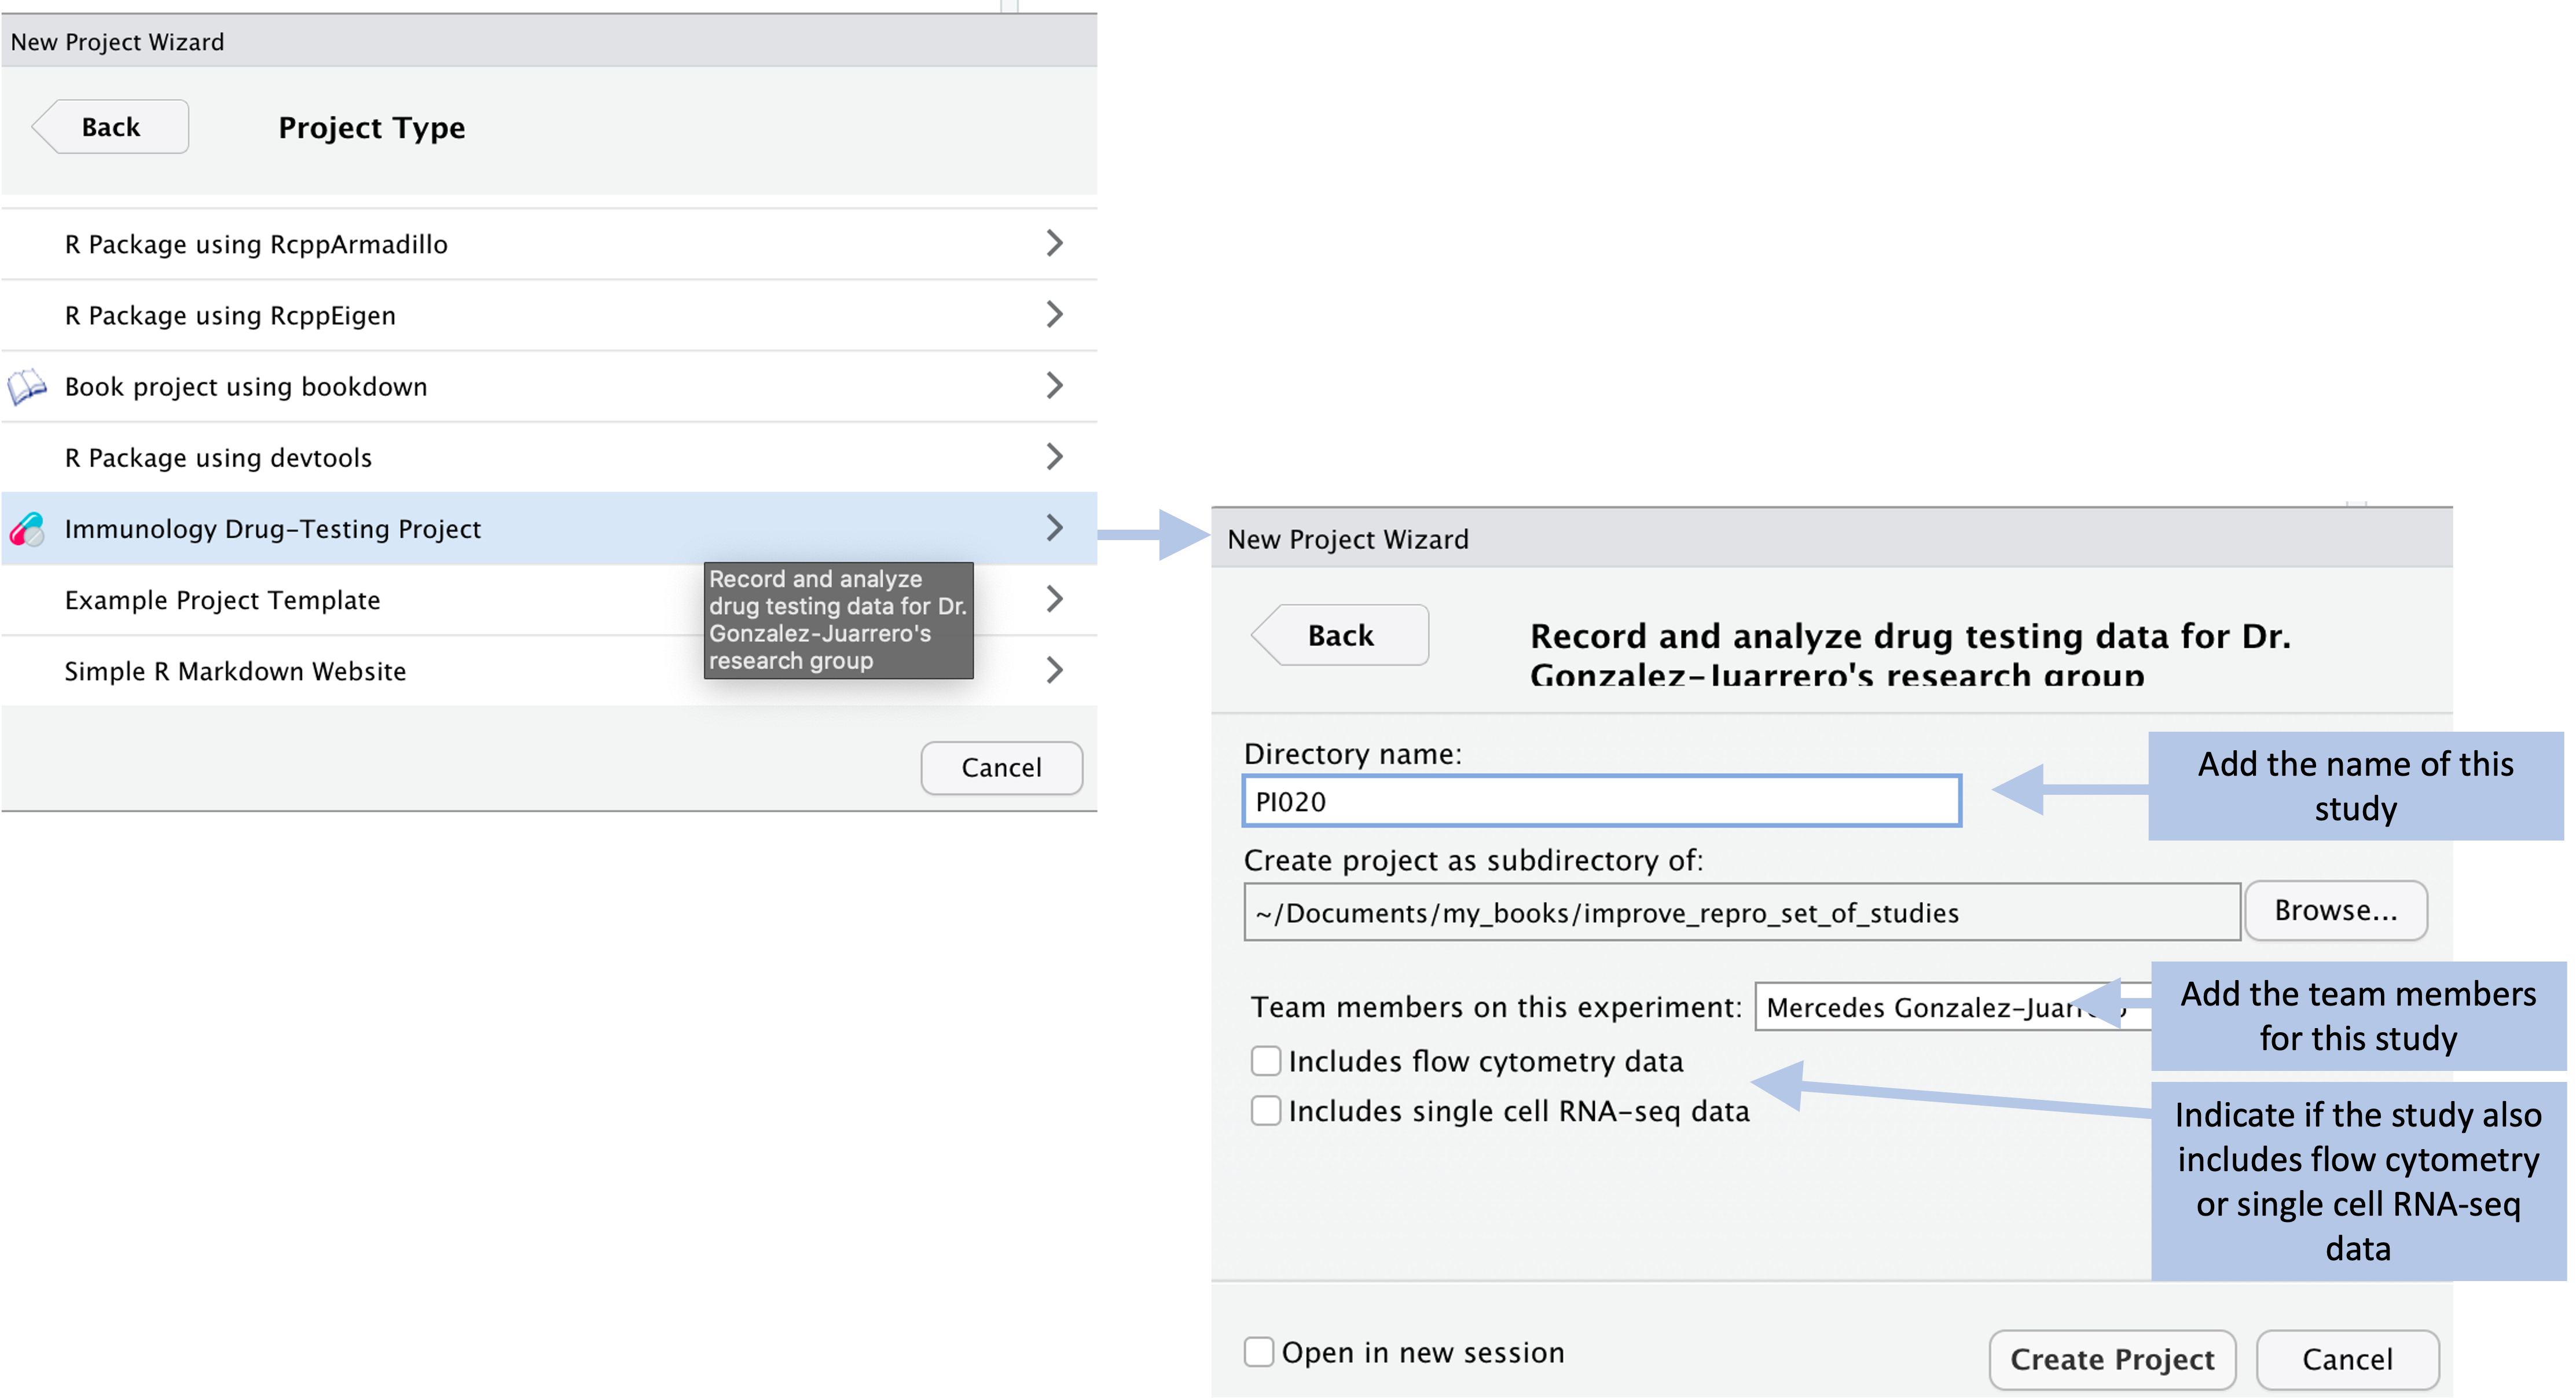 New Project Wizard
Back
Project Type
R Package using RcppArmadillo
R Package using RcppEigen
Book project using bookdown
R Package using devtools
Immunology Drug-Testing Project
Example Project Template
Simple R Markdown Website
Record and analyze
drug testing data for Dr.
Gonzalez-Juarrero's
research group
Cancel
New Project Wizard
Back
Record and analyze drug testing data for Dr.
Gonzalez-Juarrero's research group
Directory name:
PI020
Add the name of this
study
Create project as subdirectory of:
~/Documents/my_books/improve_repro_set_of_studies
Browse...
Team members on this experiment:
Mercedes Gonzalez-Juarrero
Add the team members
for this study
Includes flow cytometry data
Includes single cell RNA-seq data
Indicate if the study also
includes flow cytometry
or single cell RNA-seq
data
Open in new session
Create Project
Cancel